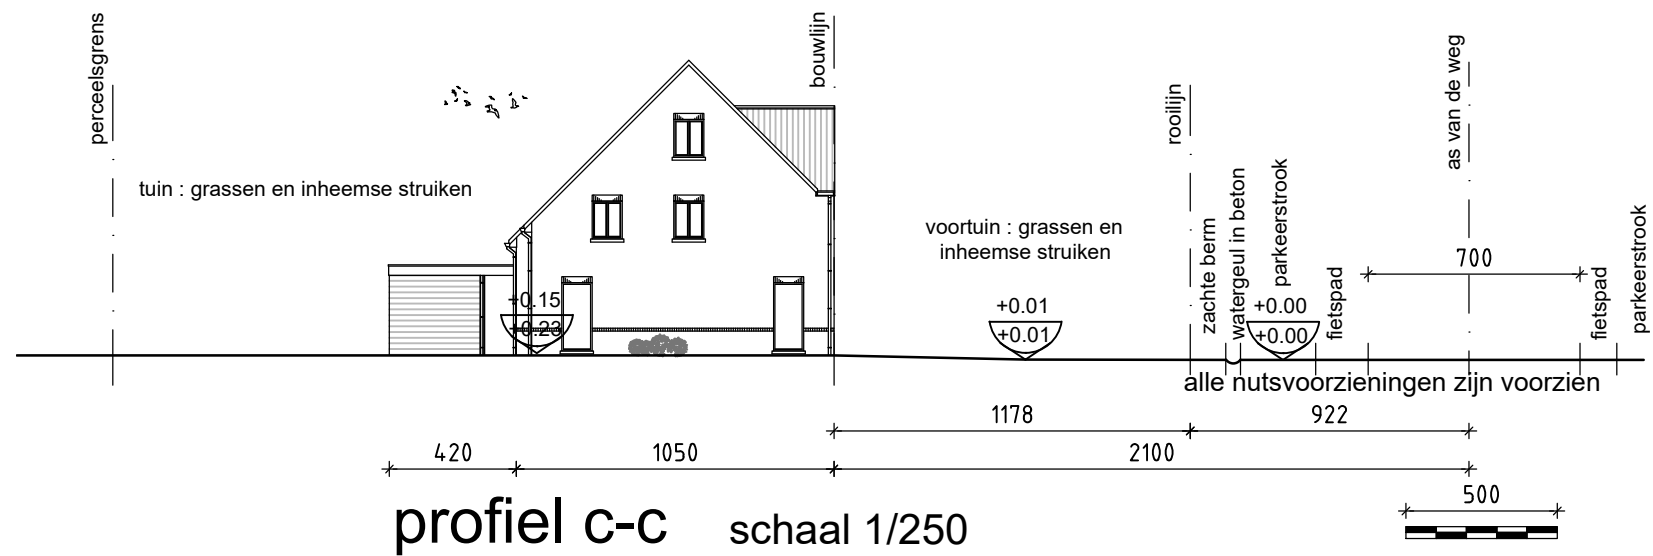 perceelsgrens
bouwlijn
rooilijn
as van de weg
tuin : grassen en inheemse struiken
voortuin : grassen en
inheemse struiken
zachte berm
watergeul in beton
parkeerstrook
fietspad
700
fietspad
parkeerstrook
+0.15
+0.23
+0.01
+0.01
+0.00
+0.00
alle nutsvoorzieningen zijn voorzien
1178
922
420
1050
2100
500
profiel c-c
schaal 1/250